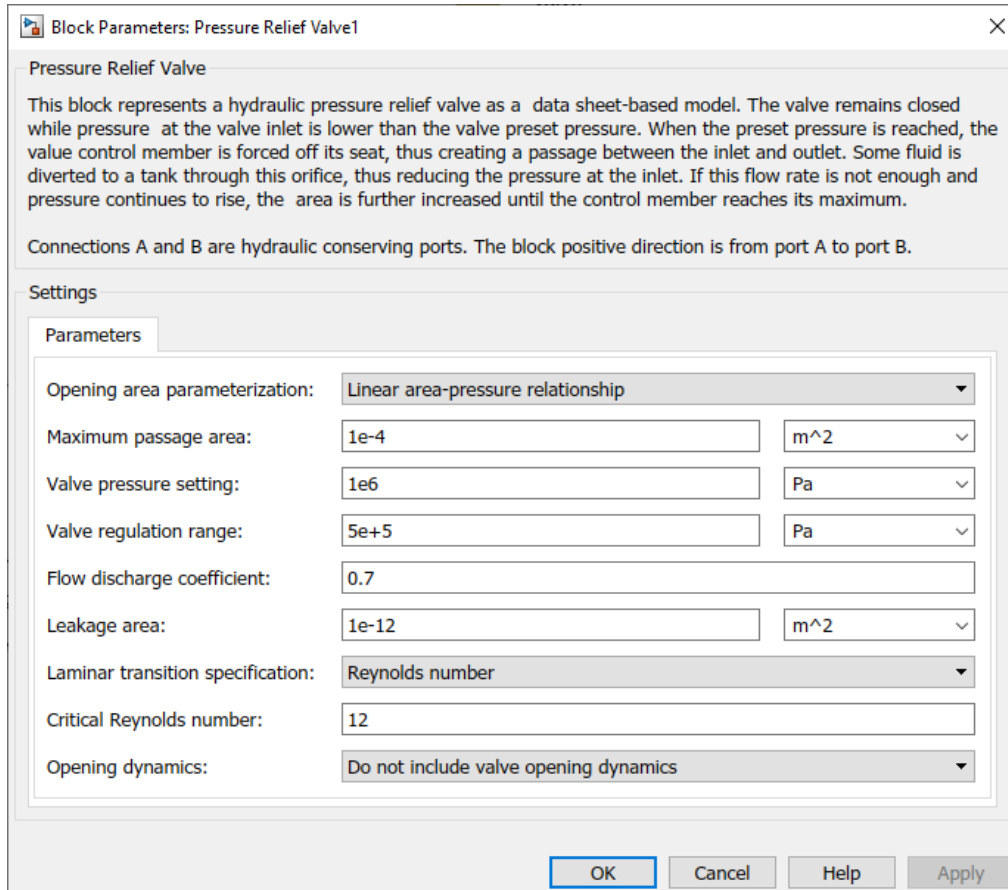 Block Parameters: Pressure Relief Valve1
Pressure Relief Valve
This block represents a hydraulic pressure relief valve as a  data sheet-based model. The valve remains closed
while pressure  at the valve inlet is lower than the valve preset pressure. When the preset pressure is reached, the
value control member is forced off its seat, thus creating a passage between the inlet and outlet. Some fluid is
diverted to a tank through this orifice, thus reducing the pressure at the inlet. If this flow rate is not enough and
pressure continues to rise, the  area is further increased until the control member reaches its maximum.
Connections A and B are hydraulic conserving ports. The block positive direction is from port A to port B.
Settings
Parameters
Opening area parameterization: Linear area-pressure relationship
Maximum passage area: 1e-4 m^2
Valve pressure setting: 1e6 Pa
Valve regulation range: 5e+5 Pa
Flow discharge coefficient: 0.7
Leakage area: 1e-12 m^2
Laminar transition specification: Reynolds number
Critical Reynolds number: 12
Opening dynamics: Do not include valve opening dynamics
OK Cancel Help Apply